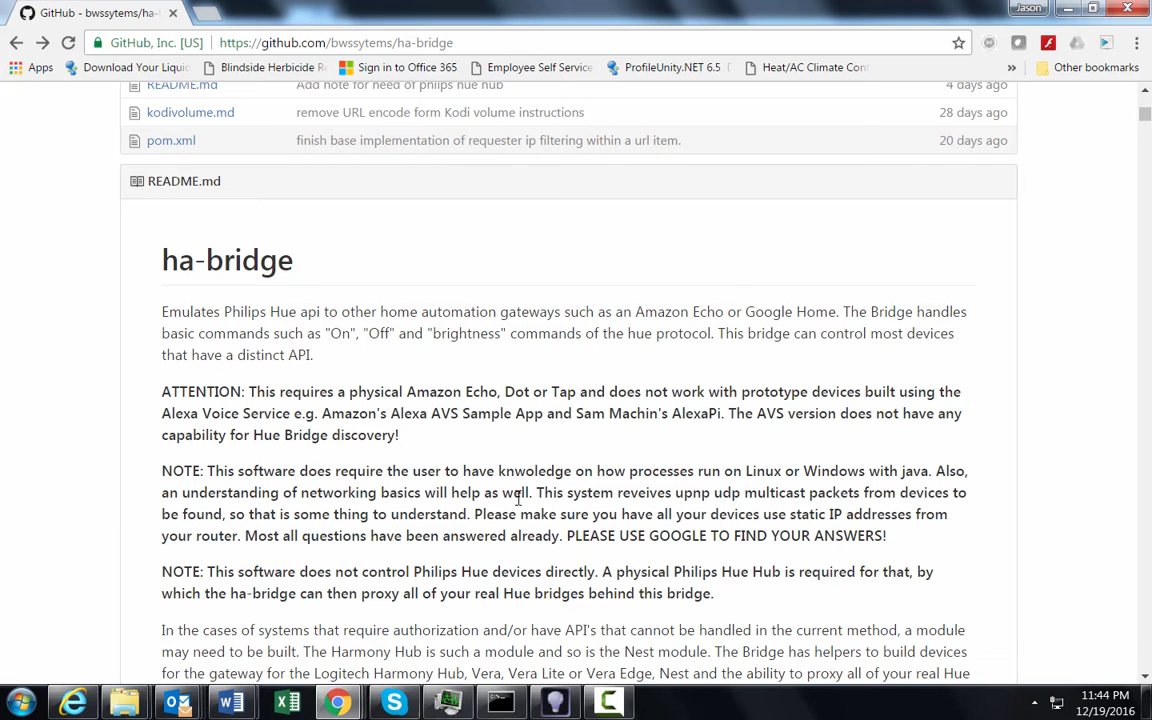 GitHub - bwssytems/ha-
Jason
GitHub, Inc. [US]
https://github.com/bwssytems/ha-bridge
Apps
Download Your Liqui
Blindside Herbicide R
Sign in to Office 365
Employee Self Service
ProfileUnity.NET 6.5
Heat/AC Climate Con
»
Other bookmarks
README.md
Add note for need of philips hue hub
4 days ago
kodivolume.md
remove URL encode form Kodi volume instructions
28 days ago
pom.xml
finish base implementation of requester ip filtering within a url item.
20 days ago
README.md
ha-bridge
Emulates Philips Hue api to other home automation gateways such as an Amazon Echo or Google Home. The Bridge handles
basic commands such as "On", "Off" and "brightness" commands of the hue protocol. This bridge can control most devices
that have a distinct API.
ATTENTION: This requires a physical Amazon Echo, Dot or Tap and does not work with prototype devices built using the
Alexa Voice Service e.g. Amazon's Alexa AVS Sample App and Sam Machin's AlexaPi. The AVS version does not have any
capability for Hue Bridge discovery!
NOTE: This software does require the user to have knwoledge on how processes run on Linux or Windows with java. Also,
an understanding of networking basics will help as well. This system reveives upnp udp multicast packets from devices to
be found, so that is some thing to understand. Please make sure you have all your devices use static IP addresses from
your router. Most all questions have been answered already. PLEASE USE GOOGLE TO FIND YOUR ANSWERS!
NOTE: This software does not control Philips Hue devices directly. A physical Philips Hue Hub is required for that, by
which the ha-bridge can then proxy all of your real Hue bridges behind this bridge.
In the cases of systems that require authorization and/or have API's that cannot be handled in the current method, a module
may need to be built. The Harmony Hub is such a module and so is the Nest module. The Bridge has helpers to build devices
for the gateway for the Logitech Harmony Hub, Vera, Vera Lite or Vera Edge, Nest and the ability to proxy all of your real Hue
11:44 PM
12/19/2016